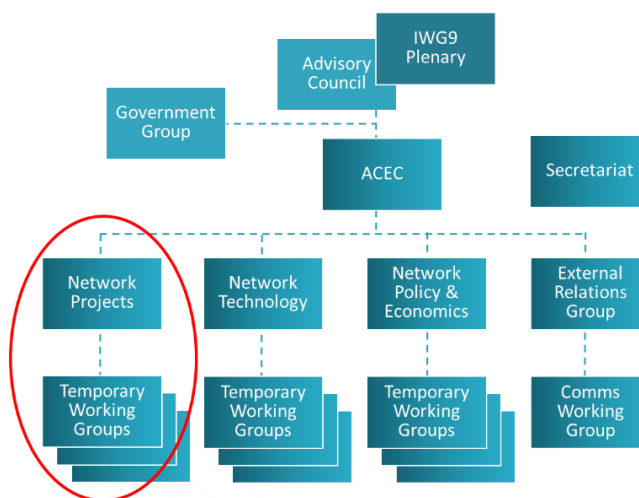 IWG9
Plenary
Advisory
Council
Government
Group
ACEC
Secretariat
Network
Projects
Network
Technology
Network
Policy &
Economics
External
Relations
Group
Temporary
Working
Groups
Temporary
Working
Groups
Temporary
Working
Groups
Comms
Working
Group